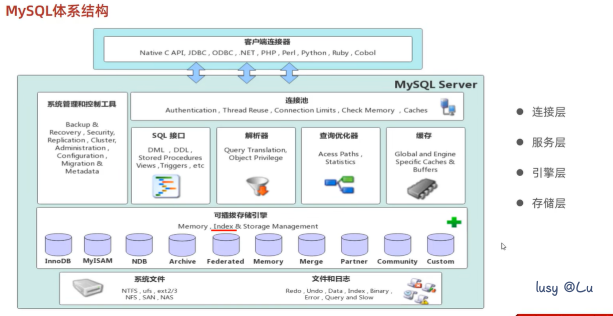 MySQL体系结构
客户端连接器
Native C API, JDBC , ODBC , .NET , PHP , Perl , Python , Ruby , Cobol
MySQL Server
系统管理和控制工具
Backup &
Recovery , Security,
Replication , Cluster,
Administration ,
Configuration ,
Migration &
Metadata
连接池
Authentication , Thread Reuse , Connection Limits , Check Memory , Caches
SQL 接口
DML , DDL ,
Stored Procedures
Views ,Triggers , etc
解析器
Query Translation,
Object Privilege
查询优化器
Acess Paths ,
Statistics
缓存
Global and Engine
Specific Caches &
Buffers
可插拔存储引擎
Memory , Index & Storage Management
InnoDB MyISAM NDB Archive Federated Memory Merge Partner Community Custom
系统文件
NTFS , ufs , ext2/3
NFS , SAN , NAS
文件和日志
Redo , Undo , Data , Index , Binary ,
Error , Query and Slow
连接层
服务层
引擎层
存储层
lusy @Lu